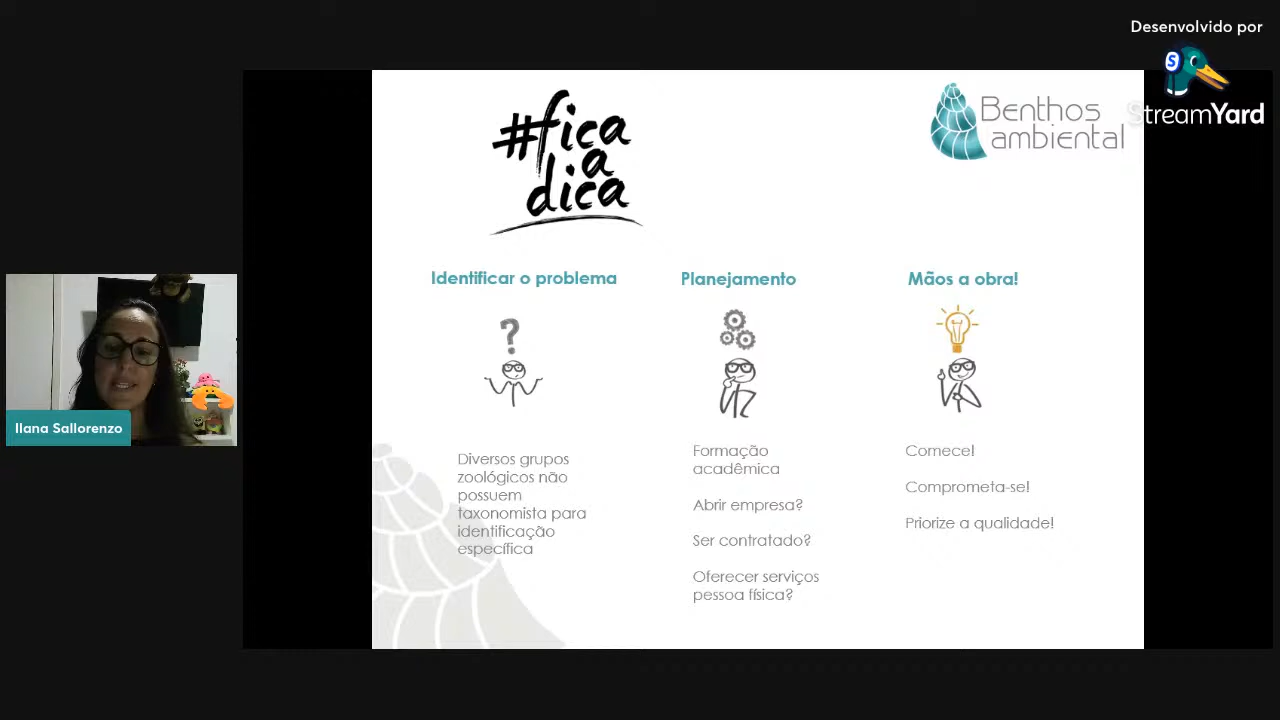 Desenvolvido por
StreamYard
#fica
a
dica
Benthos
ambiental
Identificar o problema
Diversos grupos
zoológicos não
possuem
taxonomista para
identificação
específica
Planejamento
Formação
acadêmica
Abrir empresa?
Ser contratado?
Oferecer serviços
pessoa física?
Mãos a obra!
Comece!
Comprometa-se!
Priorize a qualidade!
Ilana Sallorenzo